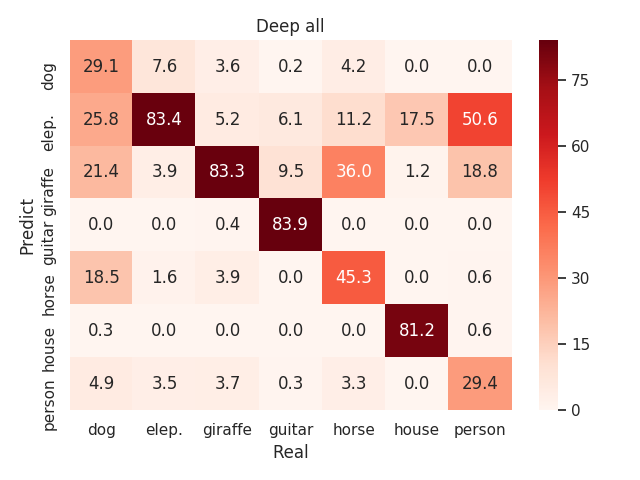 Deep all
dog 29.1 7.6 3.6 0.2 4.2 0.0 0.0
elep. 25.8 83.4 5.2 6.1 11.2 17.5 50.6
giraffe 21.4 3.9 83.3 9.5 36.0 1.2 18.8
guitar 0.0 0.0 0.4 83.9 0.0 0.0 0.0
horse 18.5 1.6 3.9 0.0 45.3 0.0 0.6
house 0.3 0.0 0.0 0.0 0.0 81.2 0.6
person 4.9 3.5 3.7 0.3 3.3 0.0 29.4
dog elep. giraffe guitar horse house person
Real
Predict
75
60
45
30
15
0